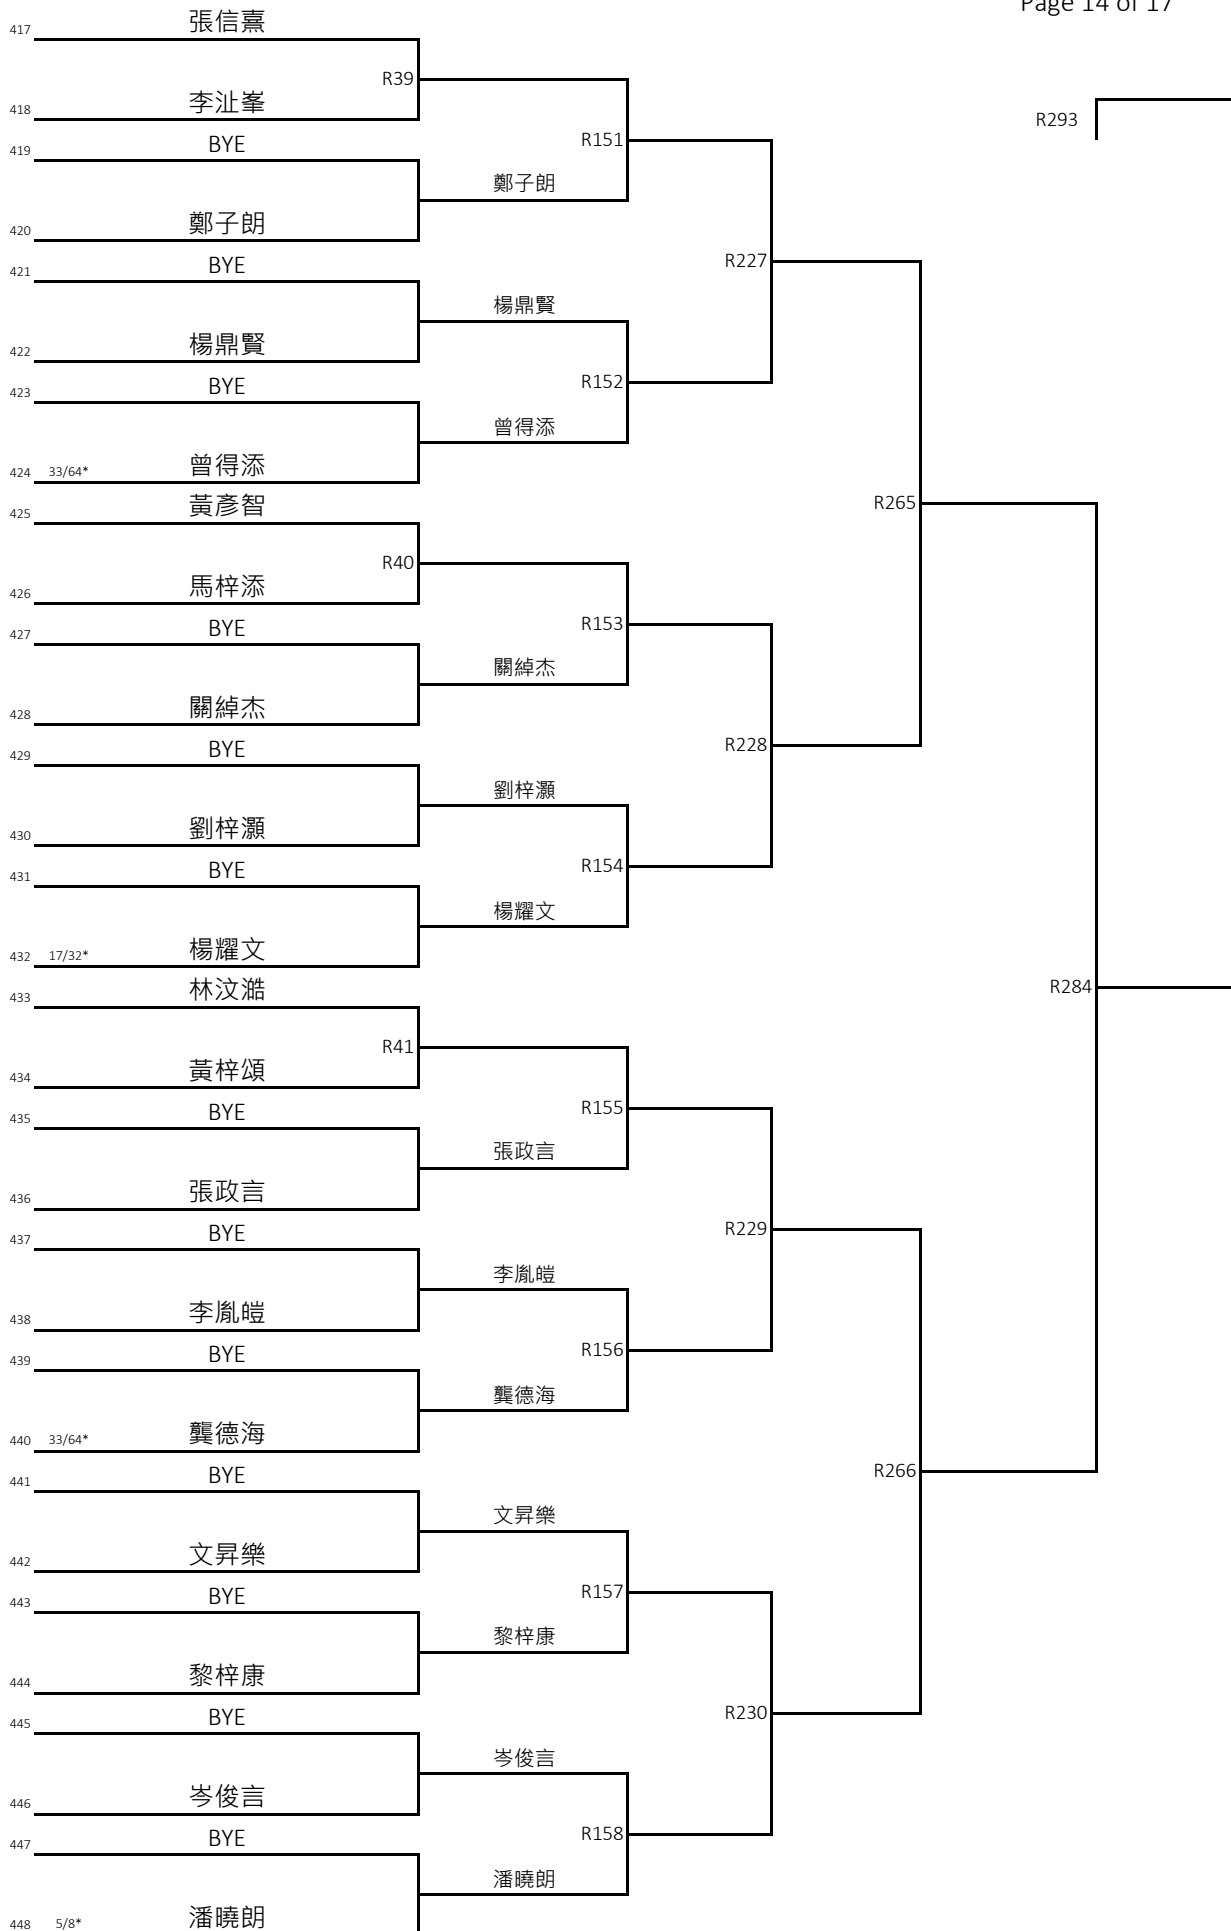 Page 14 of 17
417 張信熹
R39
418 李沚峯
419 BYE
R151
鄭子朗
420 鄭子朗
421 BYE
R227
楊鼎賢
422 楊鼎賢
423 BYE
R152
曾得添
424 33/64* 曾得添
425 黃彥智
R265
R40
426 馬梓添
427 BYE
R153
關綽杰
428 關綽杰
429 BYE
R228
劉梓灝
430 劉梓灝
431 BYE
R154
楊耀文
432 17/32* 楊耀文
433 林汶澔
R284
R41
434 黃梓頌
435 BYE
R155
張政言
436 張政言
437 BYE
R229
李胤暟
438 李胤暟
439 BYE
R156
龔德海
440 33/64* 龔德海
441 BYE
R266
文昇樂
442 文昇樂
443 BYE
R157
黎梓康
444 黎梓康
445 BYE
R230
岑俊言
446 岑俊言
447 BYE
R158
潘曉朗
448 5/8* 潘曉朗
R293